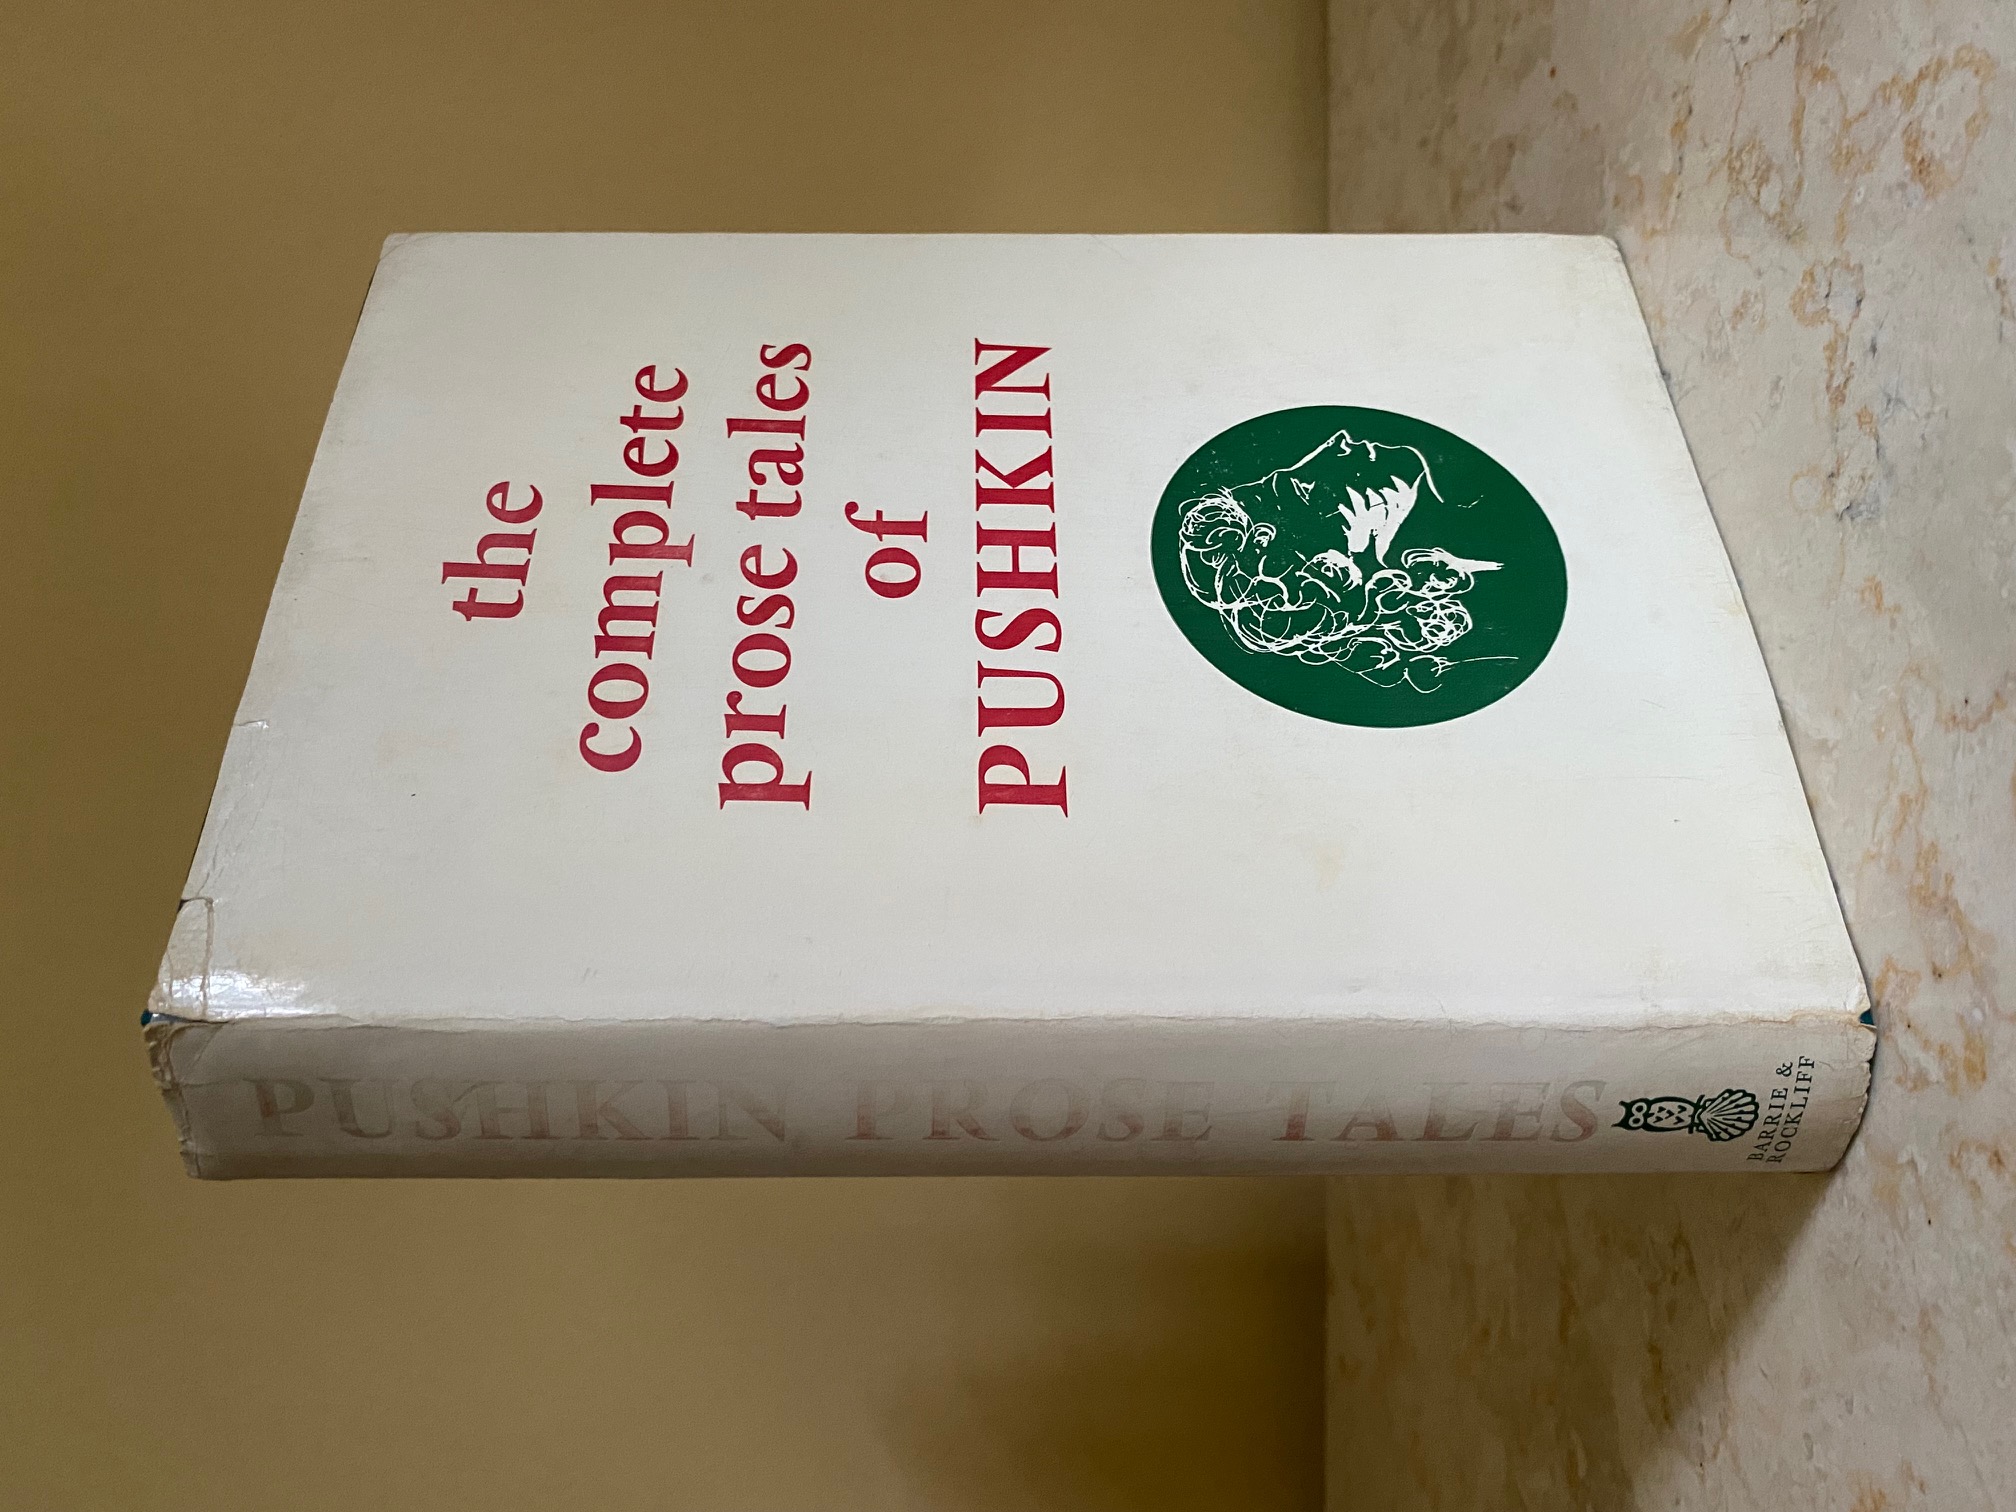 the
complete
prose tales
of
PUSHKIN
PUSHKIN PROSE TALES
BARRIE &
ROCKLIFF